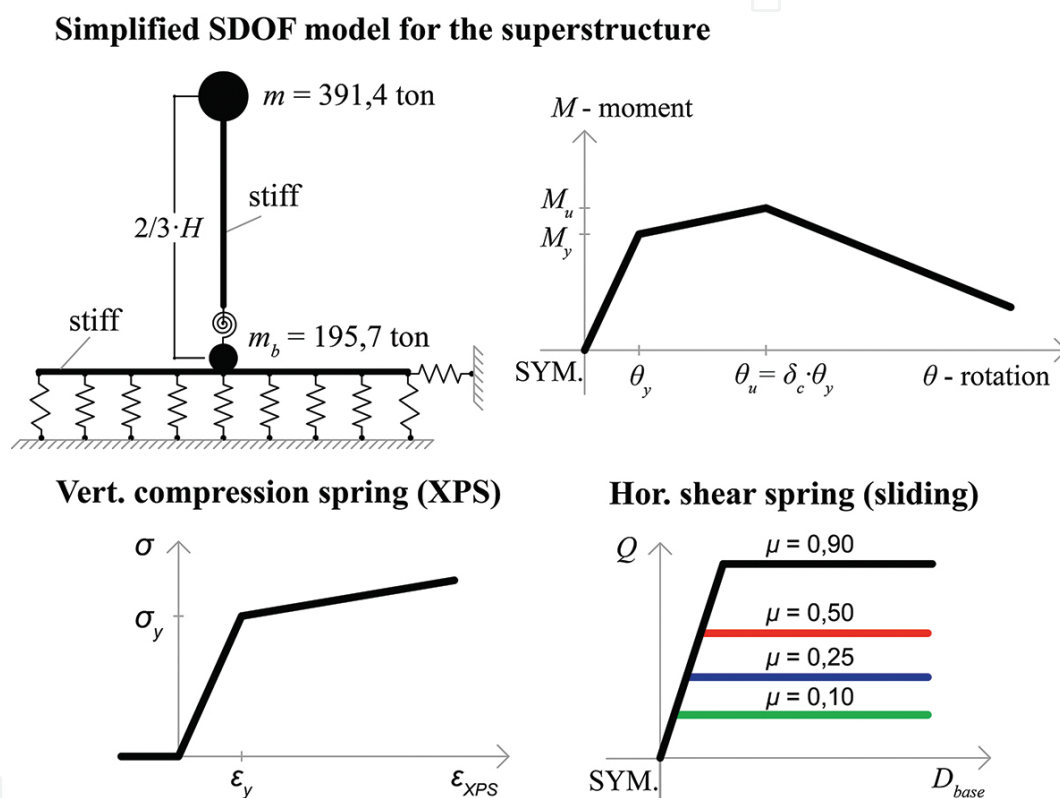 Simplified SDOF model for the superstructure
m = 391,4 ton
stiff
2/3·H
stiff
m_b = 195,7 ton
M - moment
M_u
M_y
SYM.
θ_y
θ_u = δ_c·θ_y
θ - rotation
Vert. compression spring (XPS)
σ
σ_y
ε_y
ε_XPS
Hor. shear spring (sliding)
Q
μ = 0,90
μ = 0,50
μ = 0,25
μ = 0,10
SYM.
D_base